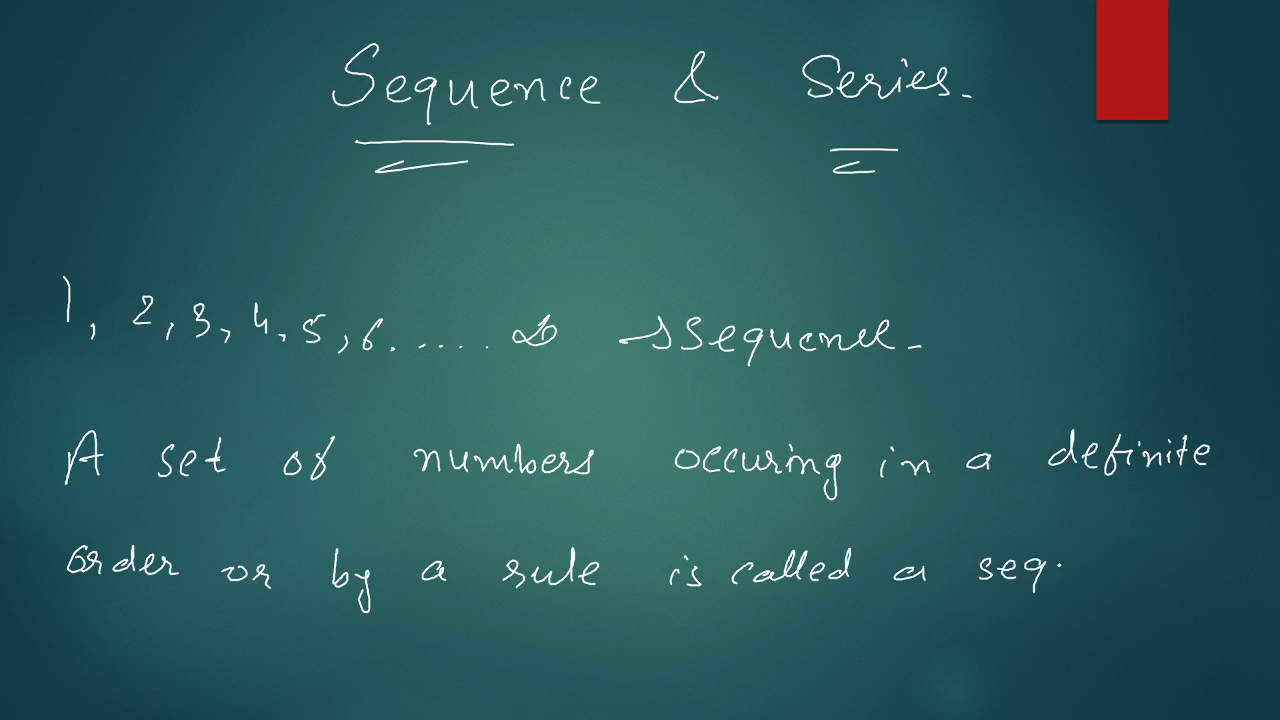 Sequence & Series.
1, 2, 3, 4, 5, 6. ..... ∞ → Sequence.
A set of numbers occuring in a definite
order or by a rule is called a seq.